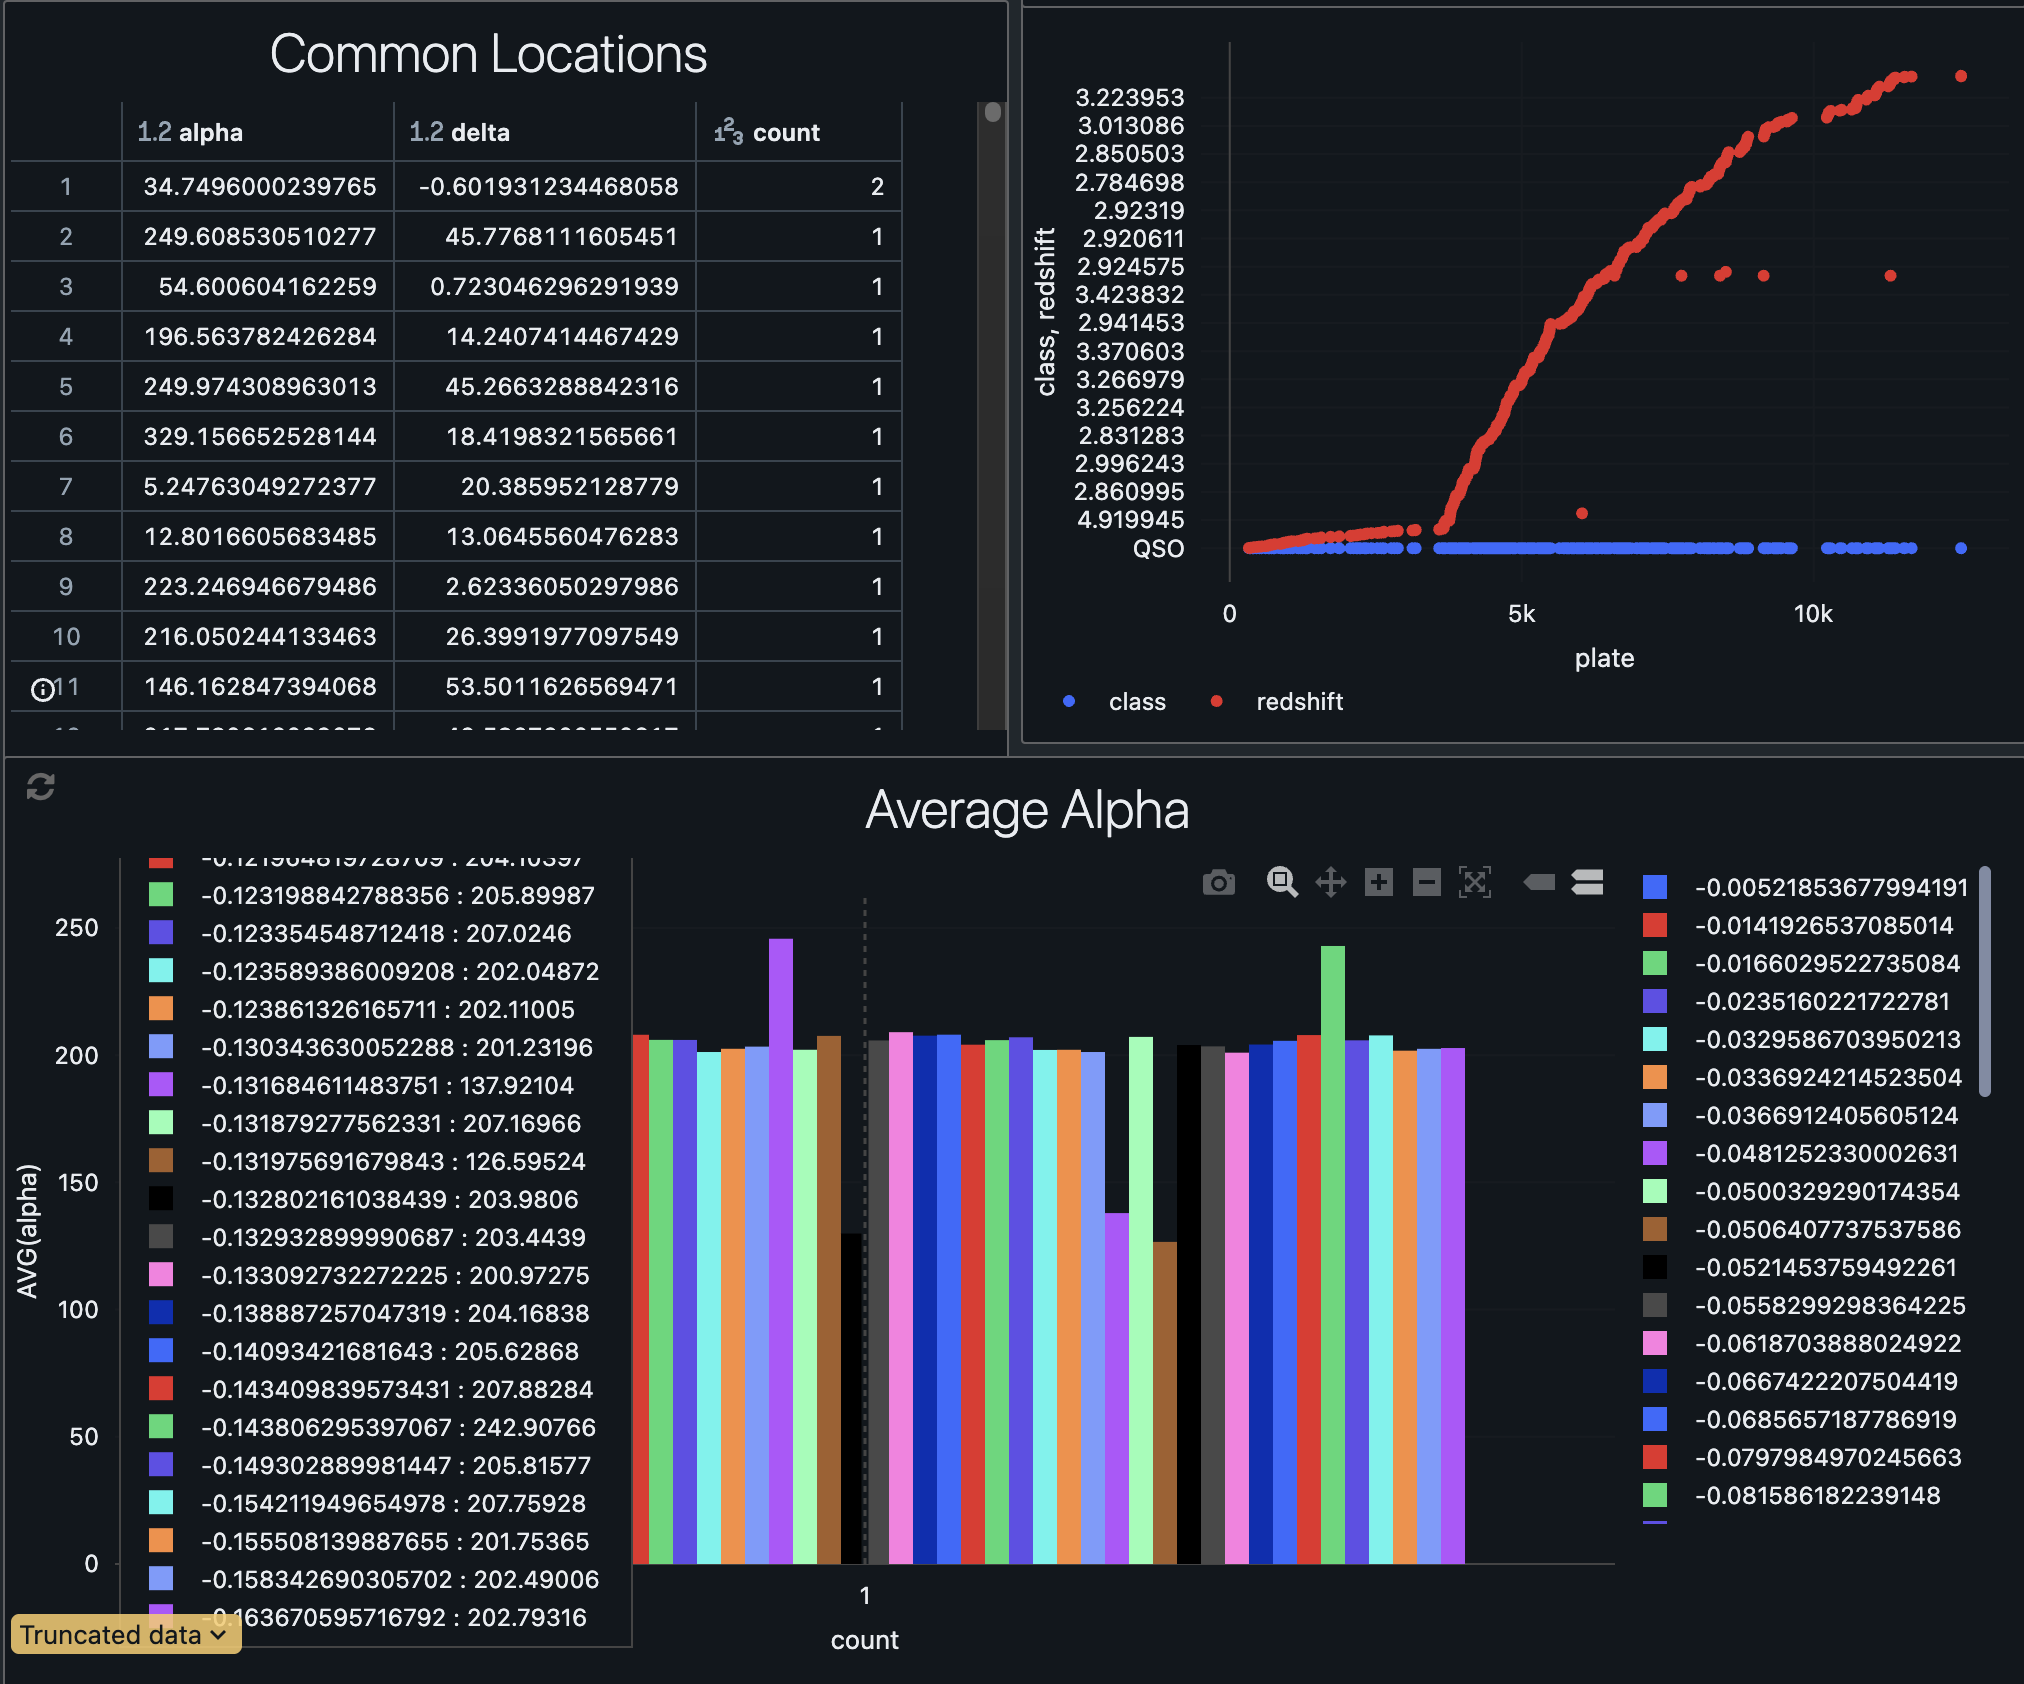 Common Locations
1.2 alpha 1.2 delta 123 count
1 34.7496000239765 -0.601931234468058 2
2 249.608530510277 45.7768111605451 1
3 54.600604162259 0.723046296291939 1
4 196.563782426284 14.2407414467429 1
5 249.974308963013 45.2663288842316 1
6 329.156652528144 18.4198321565661 1
7 5.24763049272377 20.385952128779 1
8 12.8016605683485 13.0645560476283 1
9 223.246946679486 2.62336050297986 1
10 216.050244133463 26.3991977097549 1
11 146.162847394068 53.5011626569471 1
class, redshift
3.223953
3.013086
2.850503
2.784698
2.92319
2.920611
2.924575
3.423832
2.941453
3.370603
3.266979
3.256224
2.831283
2.996243
2.860995
4.919945
QSO
0 5k 10k
plate
class redshift
Average Alpha
AVG(alpha)
250
200
150
100
50
0
-0.123198842788356 : 205.89987
-0.123354548712418 : 207.0246
-0.123589386009208 : 202.04872
-0.123861326165711 : 202.11005
-0.130343630052288 : 201.23196
-0.131684611483751 : 137.92104
-0.131879277562331 : 207.16966
-0.131975691679843 : 126.59524
-0.132802161038439 : 203.9806
-0.132932899990687 : 203.4439
-0.133092732272225 : 200.97275
-0.138887257047319 : 204.16838
-0.14093421681643 : 205.62868
-0.143409839573431 : 207.88284
-0.143806295397067 : 242.90766
-0.149302889981447 : 205.81577
-0.154211949654978 : 207.75928
-0.155508139887655 : 201.75365
-0.158342690305702 : 202.49006
-0.163670595716792 : 202.79316
Truncated data
1
count
-0.00521853677994191
-0.0141926537085014
-0.0166029522735084
-0.0235160221722781
-0.0329586703950213
-0.0336924214523504
-0.0366912405605124
-0.0481252330002631
-0.0500329290174354
-0.0506407737537586
-0.0521453759492261
-0.0558299298364225
-0.0618703888024922
-0.0667422207504419
-0.0685657187786919
-0.0797984970245663
-0.081586182239148